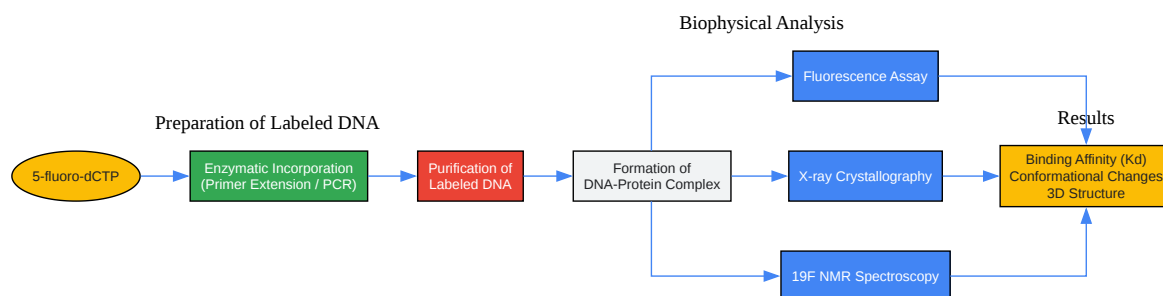 Biophysical Analysis
Fluorescence Assay
Preparation of Labeled DNA
Results
5-fluoro-dCTP
Enzymatic Incorporation
(Primer Extension / PCR)
Purification of
Labeled DNA
Formation of
DNA-Protein Complex
X-ray Crystallography
Binding Affinity (Kd)
Conformational Changes
3D Structure
19F NMR Spectroscopy